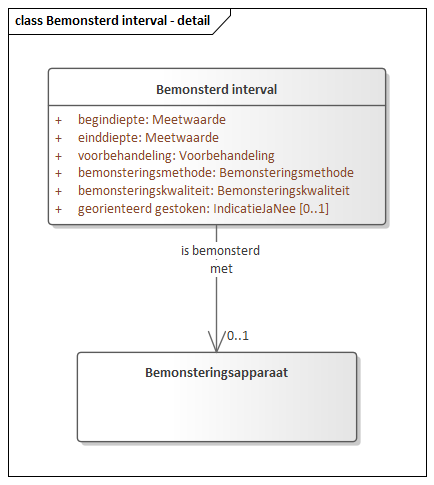 class Bemonsterd interval - detail
Bemonsterd interval
+ begindiepte: Meetwaarde
+ einddiepte: Meetwaarde
+ voorbehandeling: Voorbehandeling
+ bemonsteringsmethode: Bemonsteringsmethode
+ bemonsteringskwaliteit: Bemonsteringskwaliteit
+ georienteerd gestoken: IndicatieJaNee [0..1]
is bemonsterd
met
0..1
Bemonsteringsapparaat